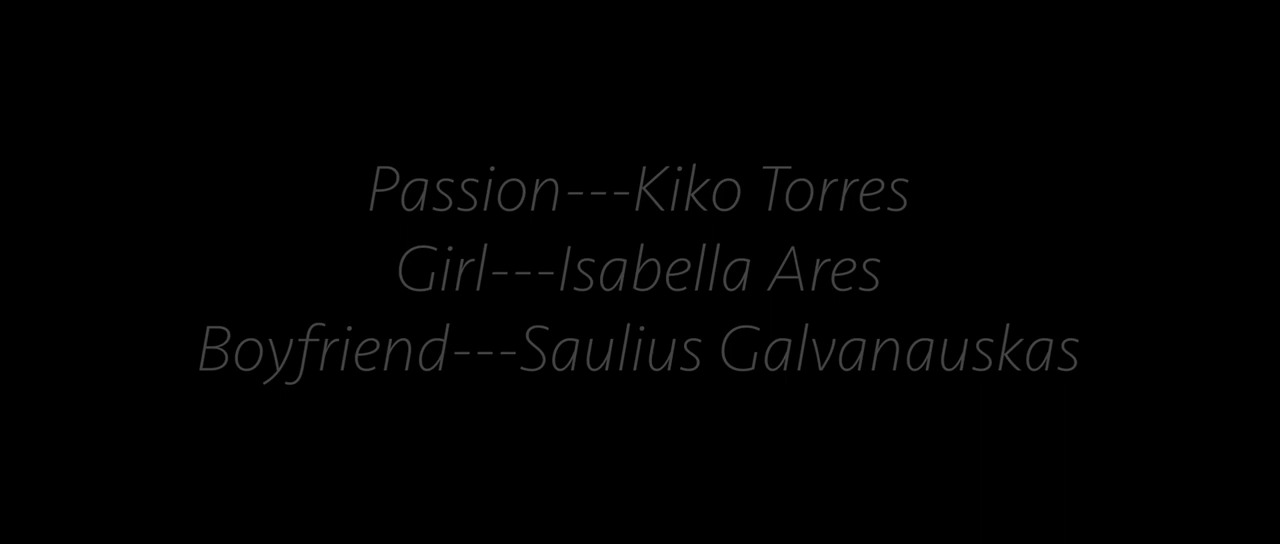 Passion---Kiko Torres
Girl---Isabella Ares
Boyfriend---Saulius Galvanauskas